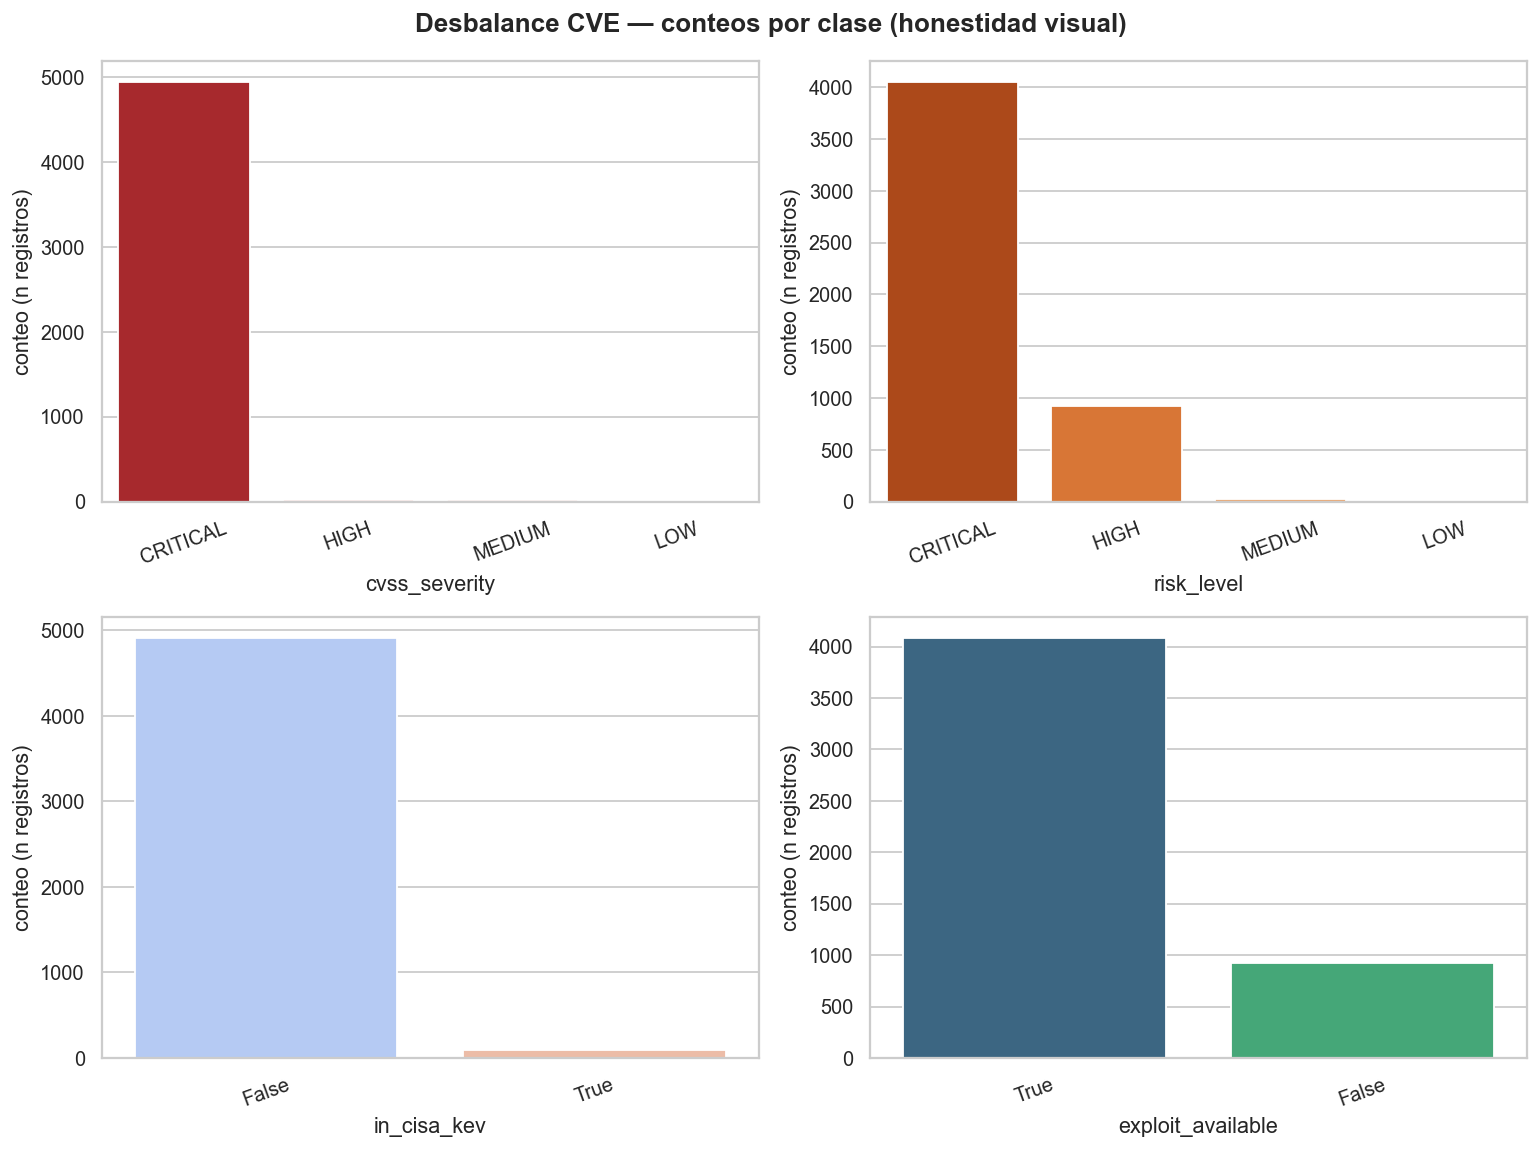 Desbalance CVE — conteos por clase (honestidad visual)
conteo (n registros)
5000
4000
3000
2000
1000
0
CRITICAL
HIGH
MEDIUM
LOW
cvss_severity
conteo (n registros)
4000
3500
3000
2500
2000
1500
1000
500
0
CRITICAL
HIGH
MEDIUM
LOW
risk_level
conteo (n registros)
5000
4000
3000
2000
1000
0
False
True
in_cisa_kev
conteo (n registros)
4000
3500
3000
2500
2000
1500
1000
500
0
True
False
exploit_available